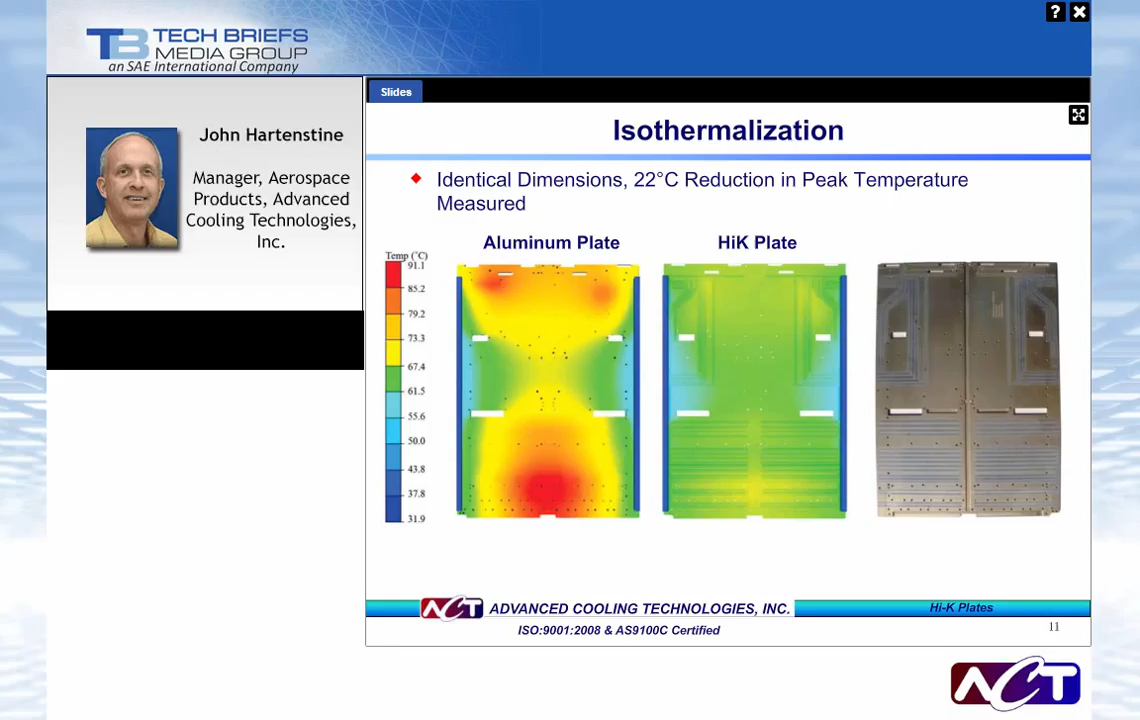 ? ×
TECH BRIEFS
MEDIA GROUP
an SAE International Company
John Hartenstine
Manager, Aerospace
Products, Advanced
Cooling Technologies,
Inc.
Slides
Isothermalization
Identical Dimensions, 22°C Reduction in Peak Temperature
Measured
Aluminum Plate HiK Plate
Temp (°C)
91.1
85.2
79.2
73.3
67.4
61.5
55.6
50.0
43.8
37.8
31.9
ACT ADVANCED COOLING TECHNOLOGIES, INC. Hi-K Plates
ISO:9001:2008 & AS9100C Certified
11
ACT